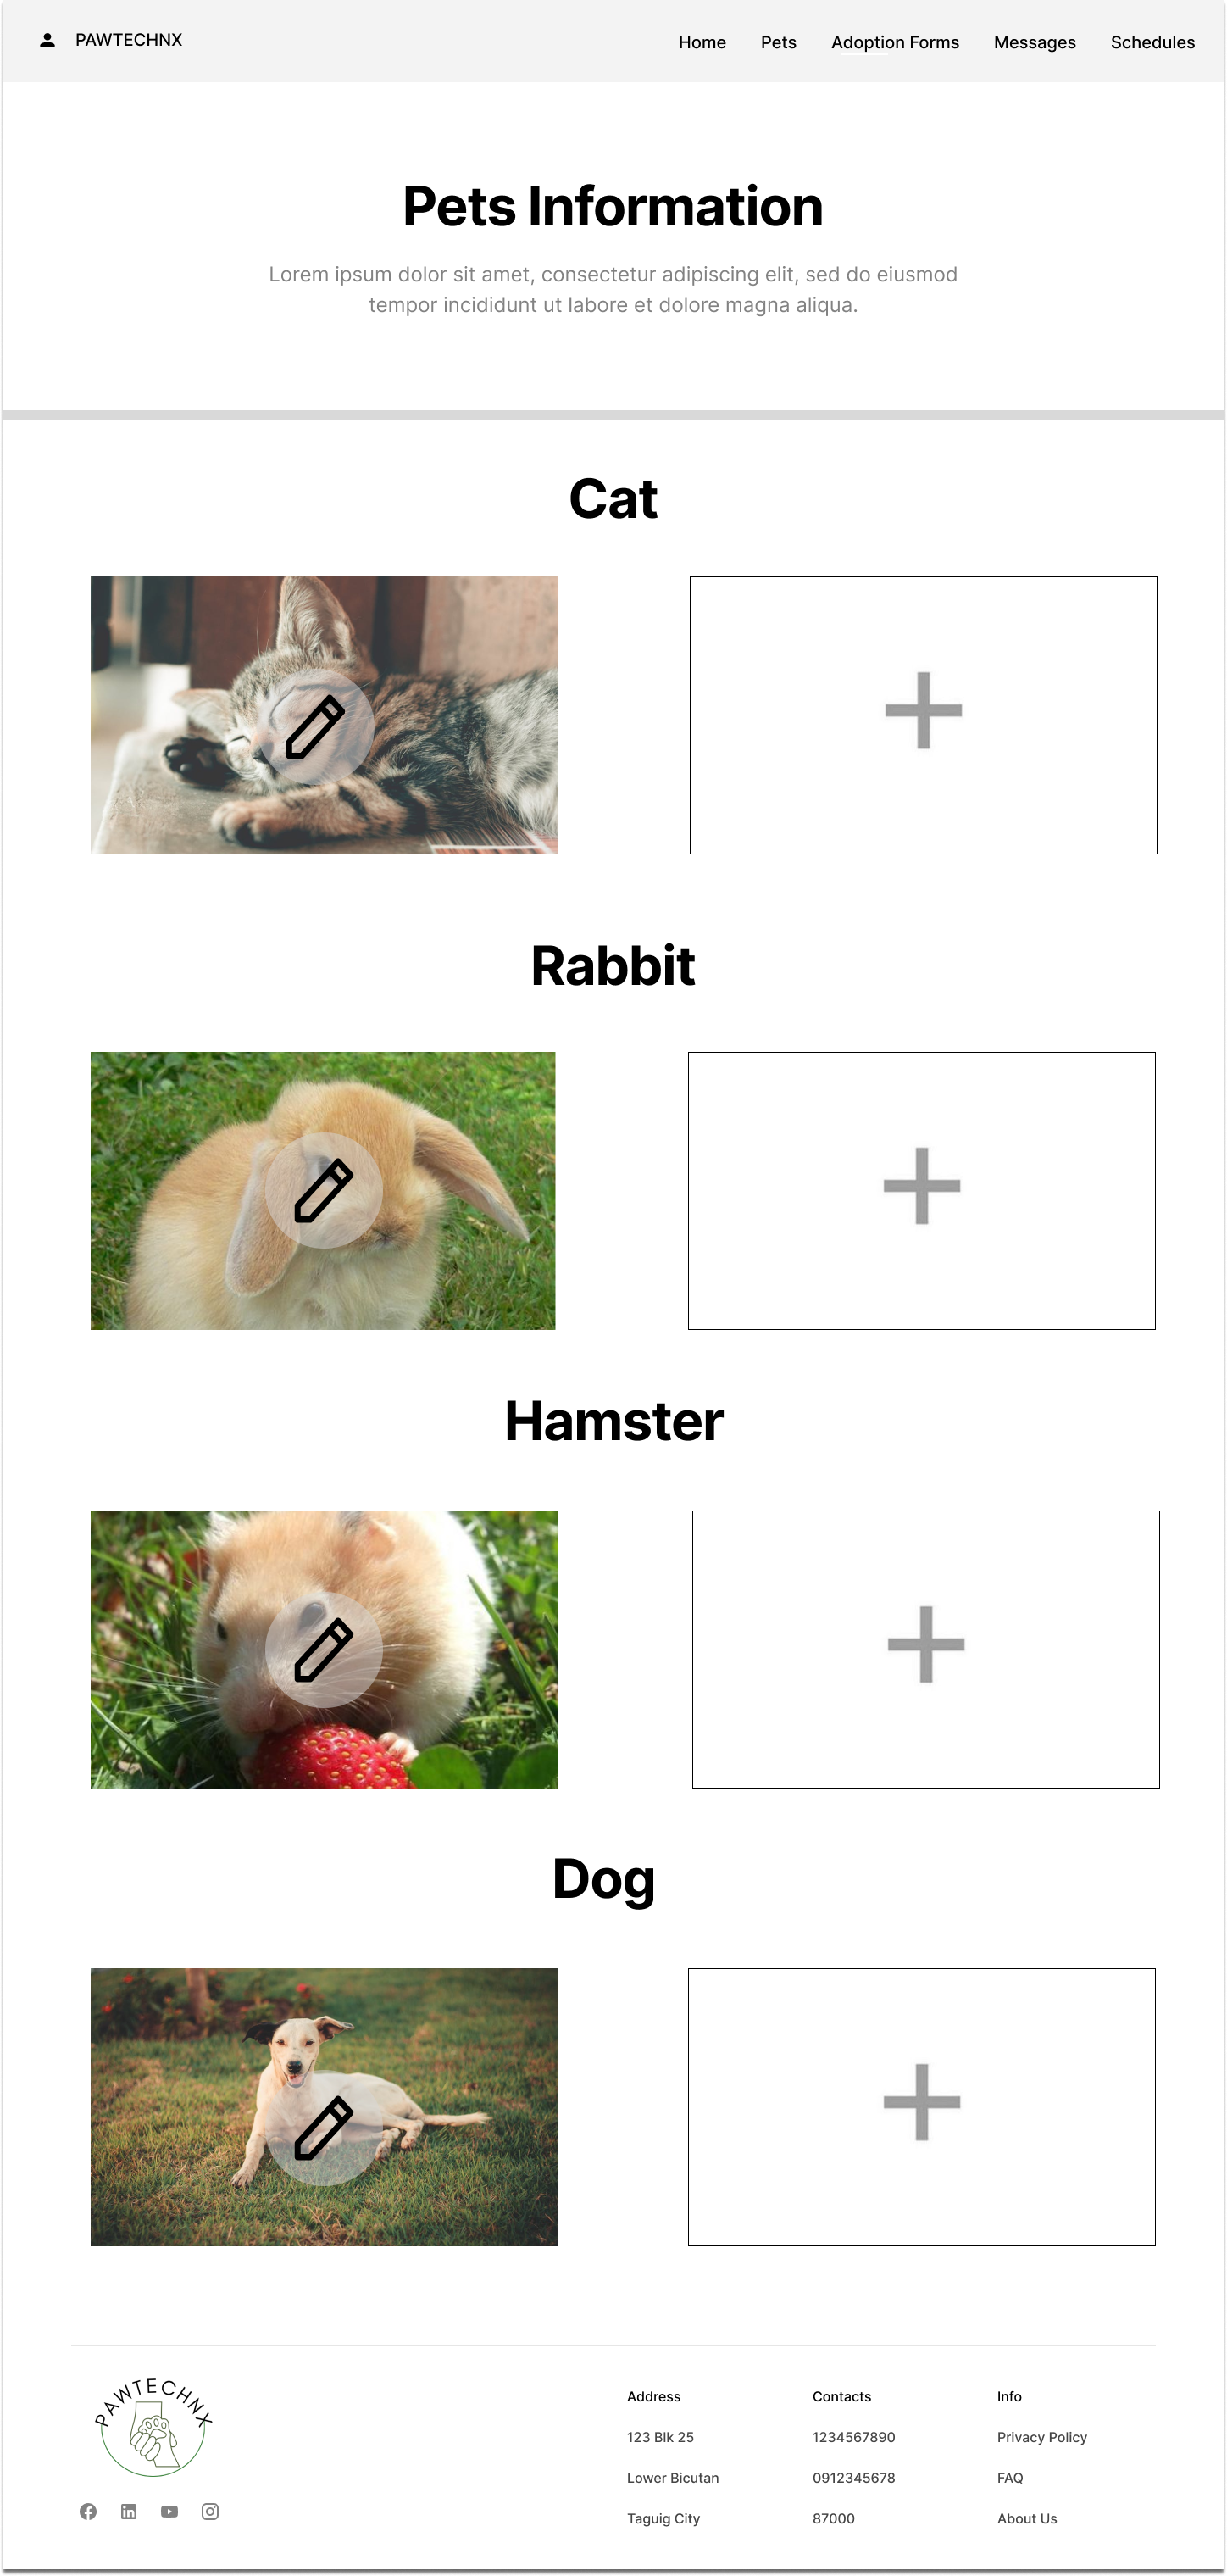 PAWTECHNX
Home Pets Adoption Forms Messages Schedules
Pets Information
Lorem ipsum dolor sit amet, consectetur adipiscing elit, sed do eiusmod
tempor incididunt ut labore et dolore magna aliqua.
Cat
Rabbit
Hamster
Dog
PAWTECHNX
Address
123 Blk 25
Lower Bicutan
Taguig City
Contacts
1234567890
0912345678
87000
Info
Privacy Policy
FAQ
About Us